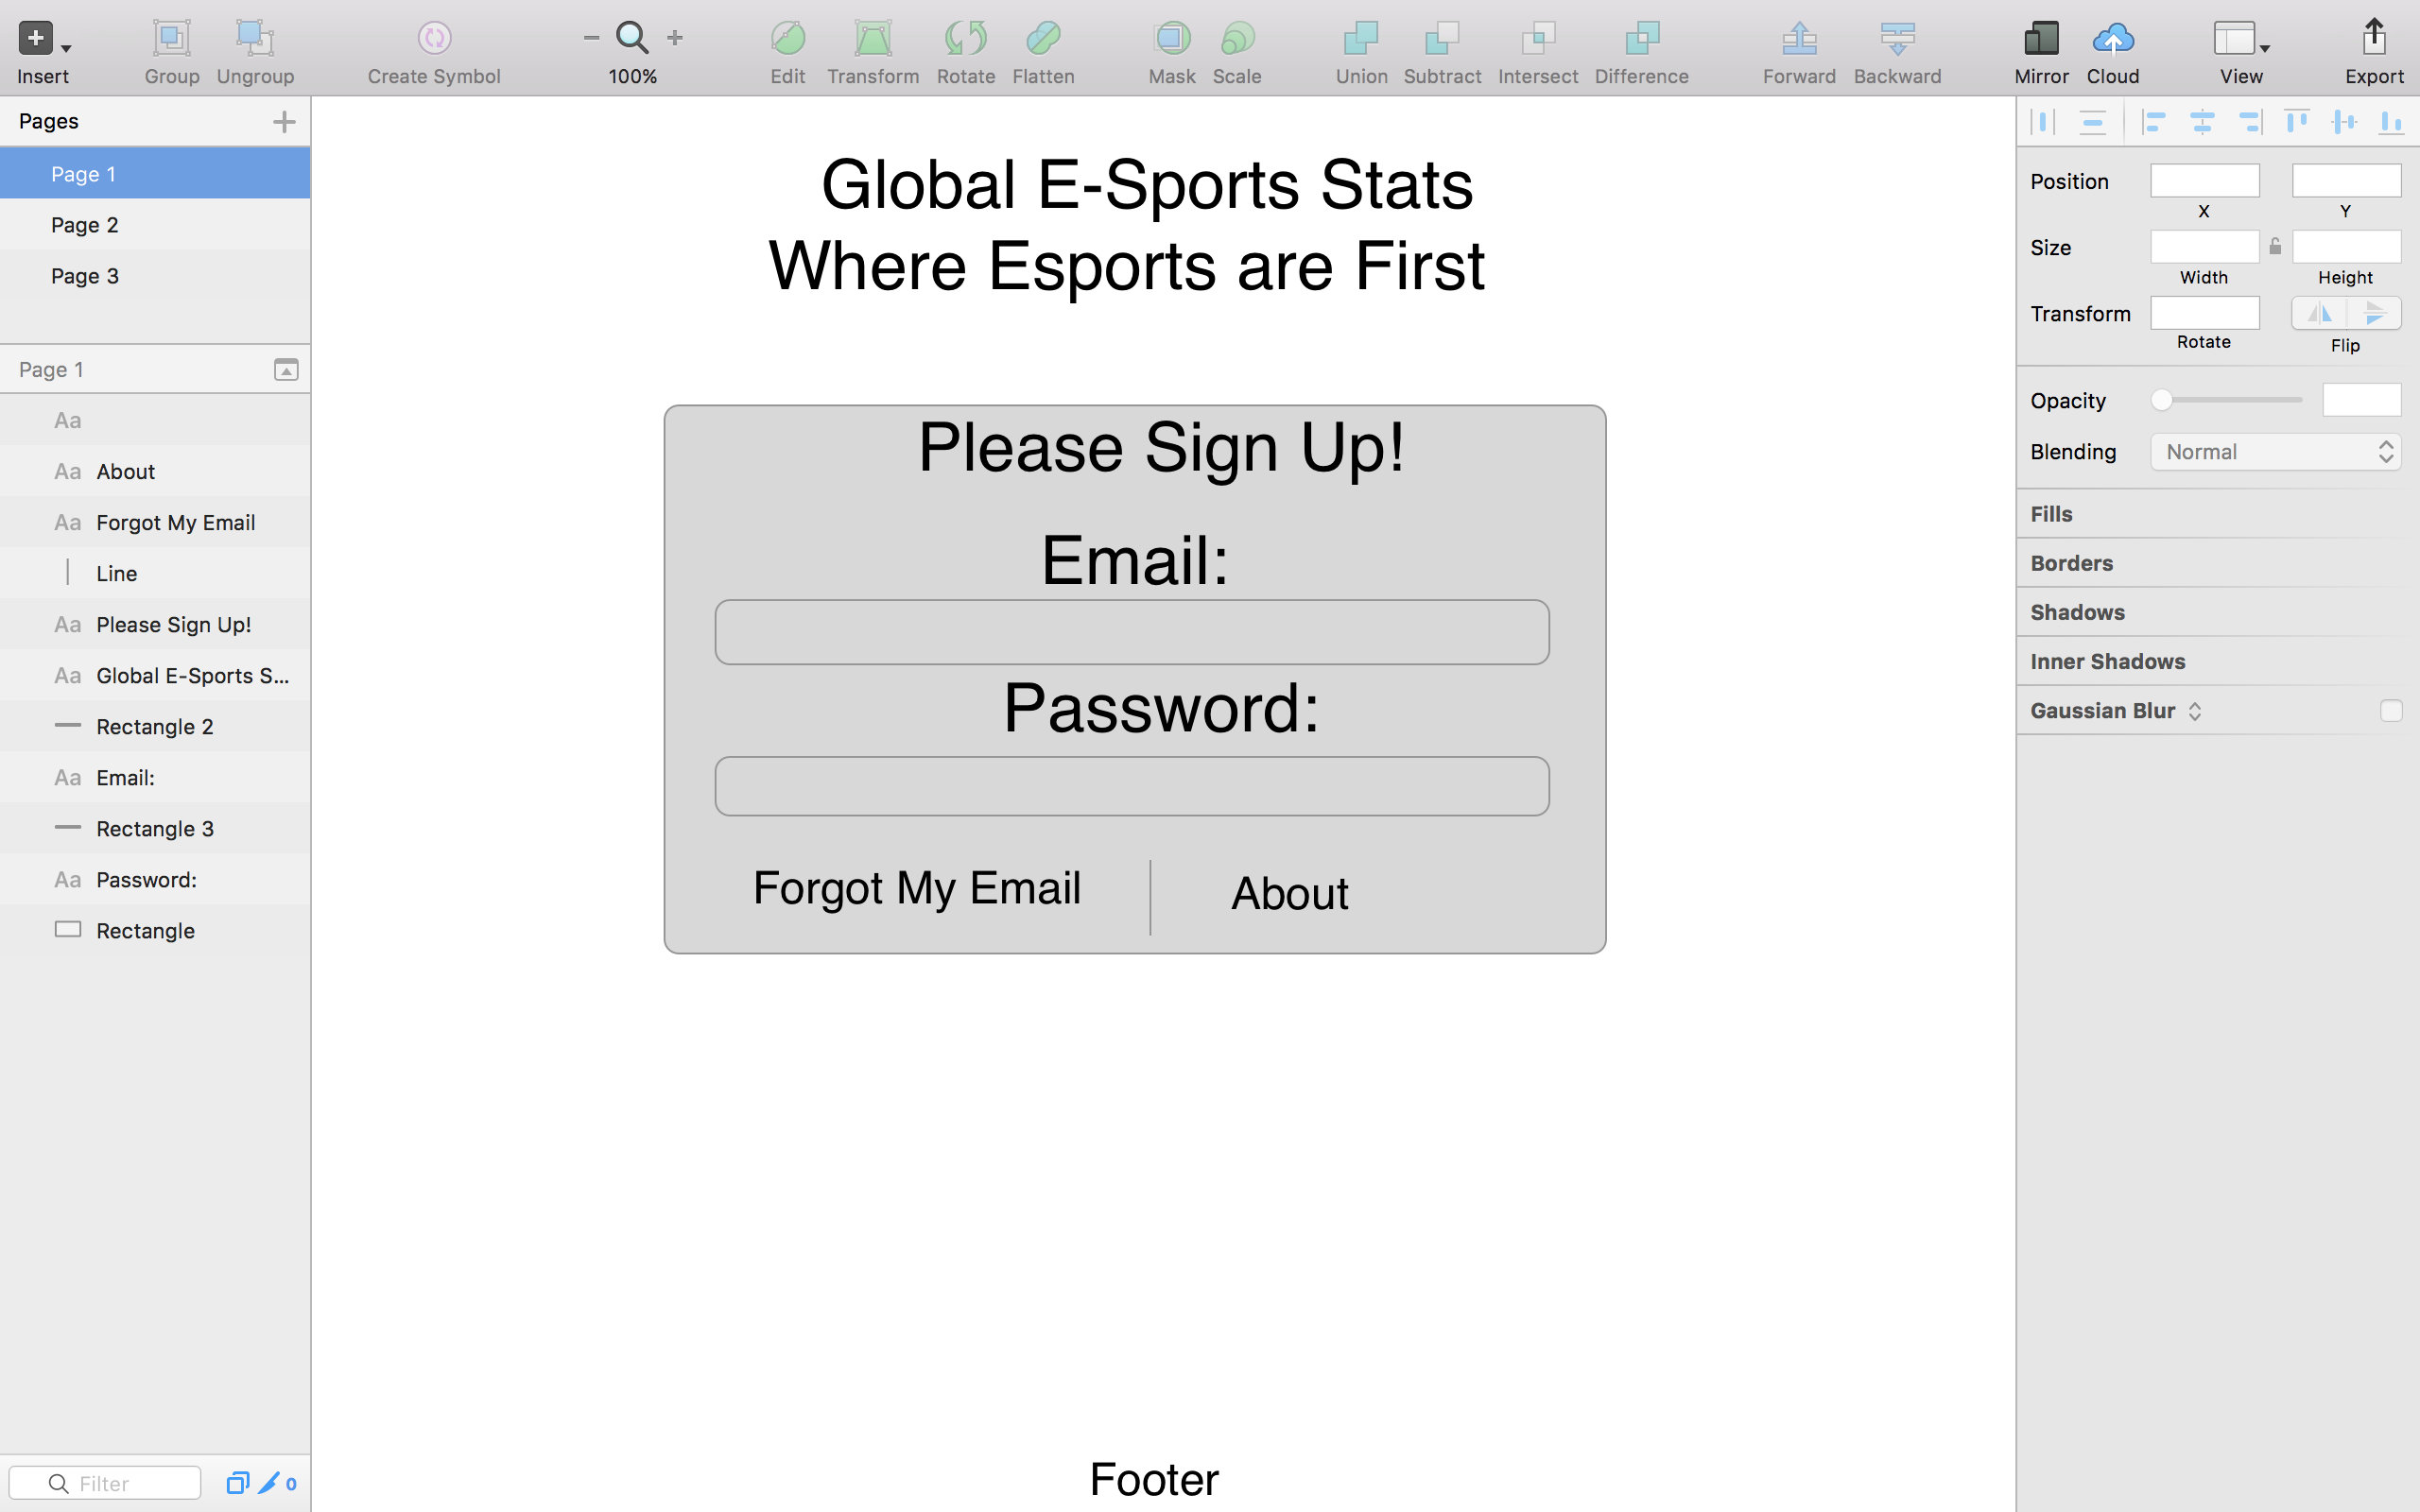 Insert
Group Ungroup
Create Symbol
100%
Edit Transform Rotate Flatten
Mask Scale
Union Subtract Intersect Difference
Forward Backward
Mirror Cloud
View
Export
Pages
Page 1
Page 2
Page 3
Page 1
Aa
Aa About
Aa Forgot My Email
Line
Aa Please Sign Up!
Aa Global E-Sports S...
Rectangle 2
Aa Email:
Rectangle 3
Aa Password:
Rectangle
Filter
0
Global E-Sports Stats
Where Esports are First
Please Sign Up!
Email:
Password:
Forgot My Email
About
Footer
Position
X Y
Size
Width Height
Transform
Rotate Flip
Opacity
Blending Normal
Fills
Borders
Shadows
Inner Shadows
Gaussian Blur